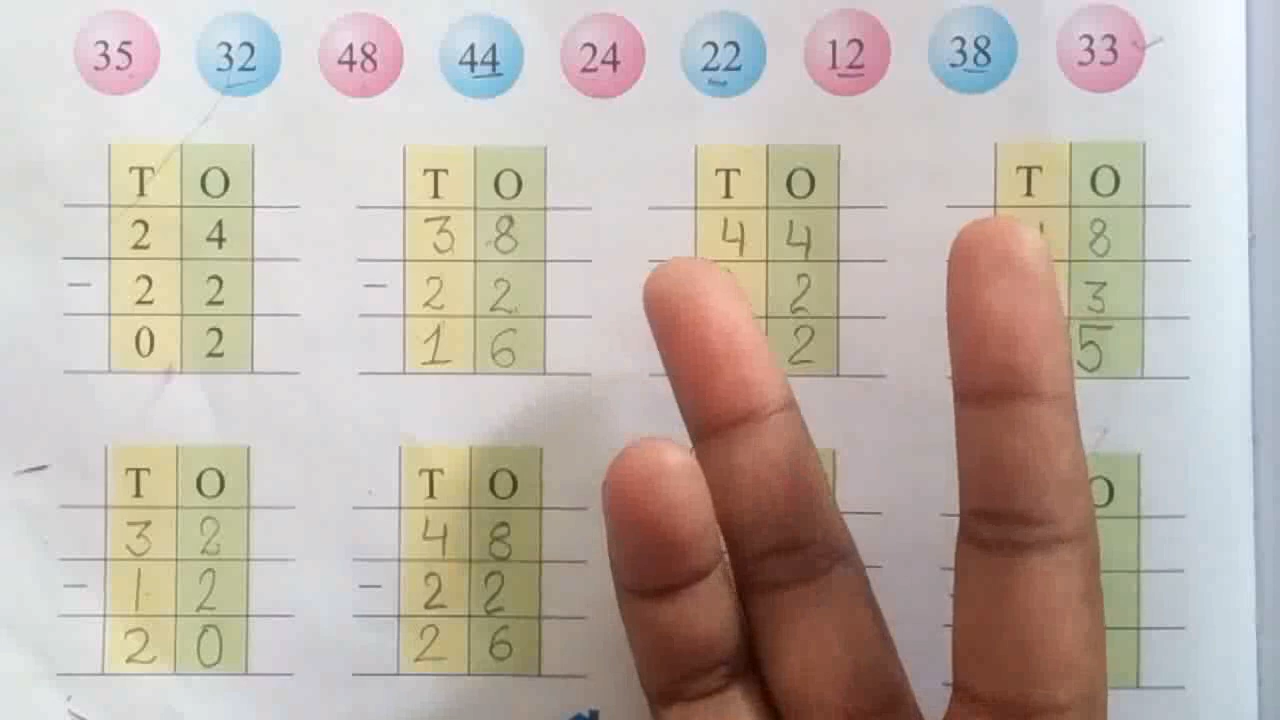 35 32 48 44 24 22 12 38 33
T O T O T O T O
2 4 3 8 4 4 8
- 2 2 - 2 2 2 3
0 2 1 6 2 5
T O T O O
3 2 4 8
- 1 2 - 2 2
2 0 2 6